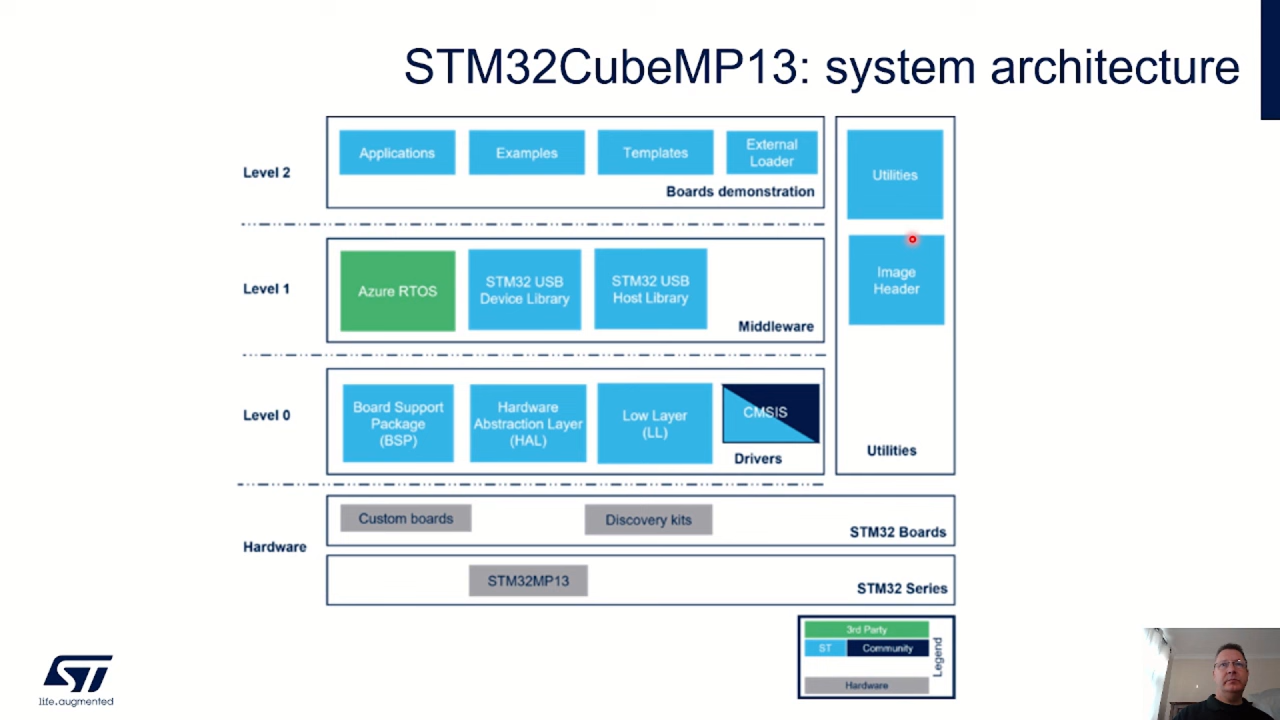 STM32CubeMP13: system architecture
Level 2
Applications
Examples
Templates
External
Loader
Boards demonstration
Level 1
Azure RTOS
STM32 USB
Device Library
STM32 USB
Host Library
Middleware
Level 0
Board Support
Package
(BSP)
Hardware
Abstraction Layer
(HAL)
Low Layer
(LL)
CMSIS
Drivers
Utilities
Image
Header
Utilities
Hardware
Custom boards
Discovery kits
STM32 Boards
STM32MP13
STM32 Series
3rd Party
ST
Community
Hardware
Legend
ST
life.augmented